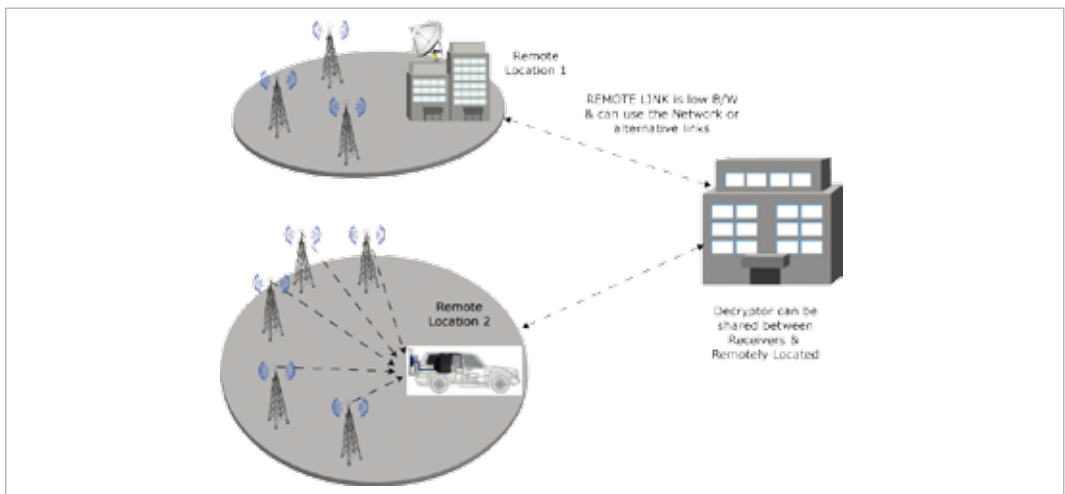 Remote
Location 1
REMOTE LINK is low B/W
& can use the Network or
alternative links
Remote
Location 2
Decryptor can be
shared between
Receivers &
Remotely Located